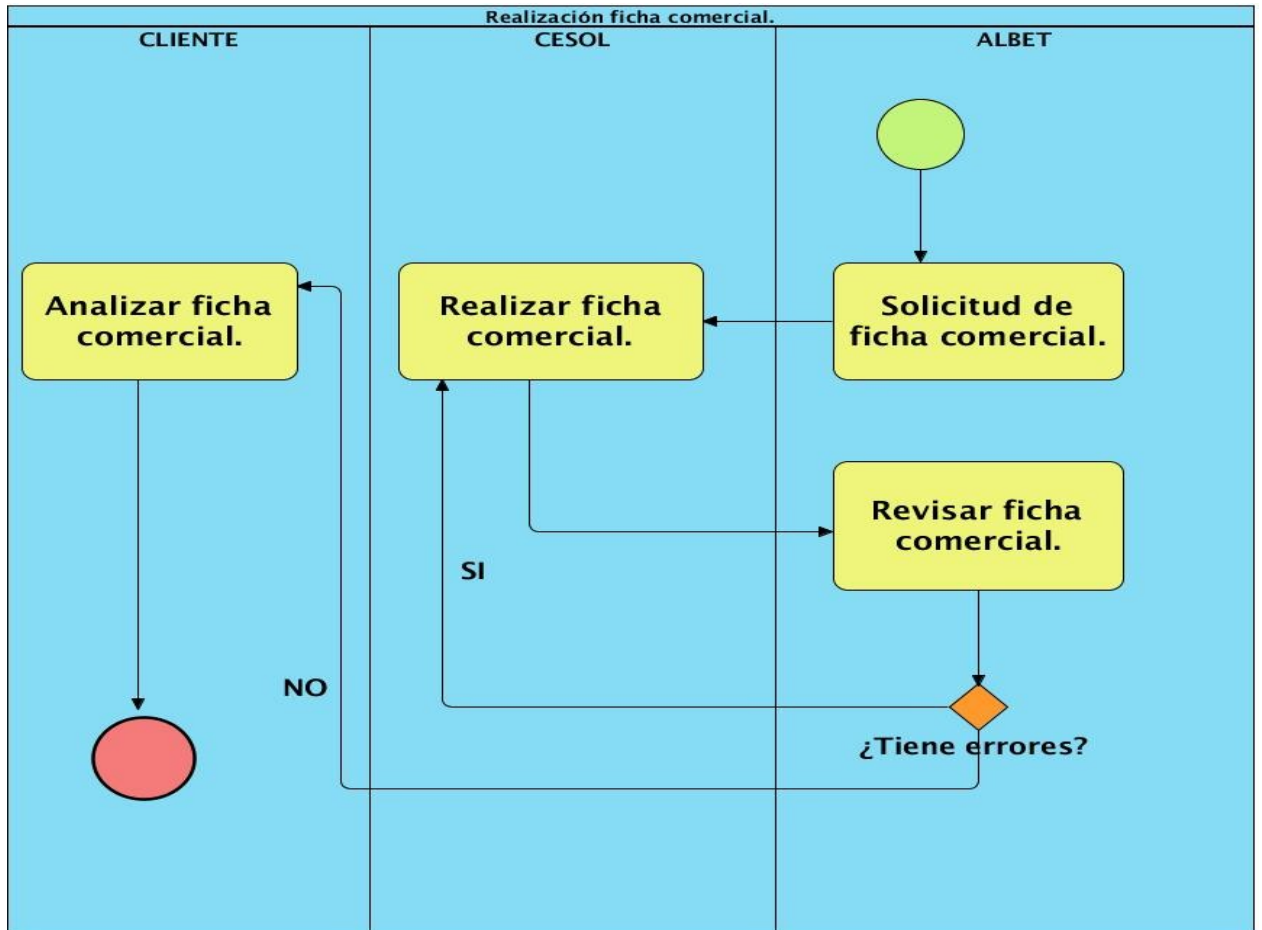 Realización ficha comercial.
CLIENTE
CESOL
ALBET
Analizar ficha
comercial.
Realizar ficha
comercial.
Solicitud de
ficha comercial.
Revisar ficha
comercial.
SI
NO
¿Tiene errores?